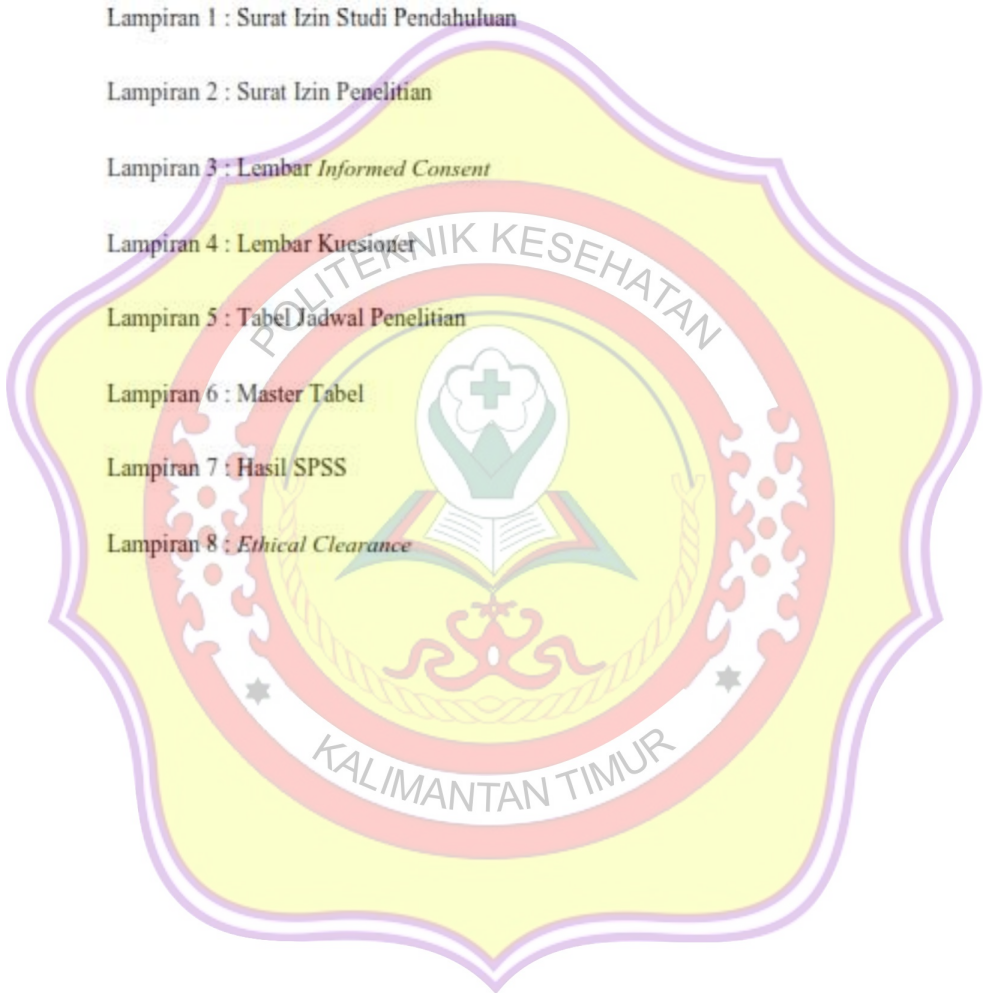 Lampiran 1 : Surat Izin Studi Pendahuluan
Lampiran 2 : Surat Izin Penelitian
Lampiran 3 : Lembar Informed Consent
Lampiran 4 : Lembar Kuesioner
Lampiran 5 : Tabel Jadwal Penelitian
Lampiran 6 : Master Tabel
Lampiran 7 : Hasil SPSS
Lampiran 8 : Ethical Clearance
POLITEKNIK KESEHATAN
KALIMANTAN TIMUR